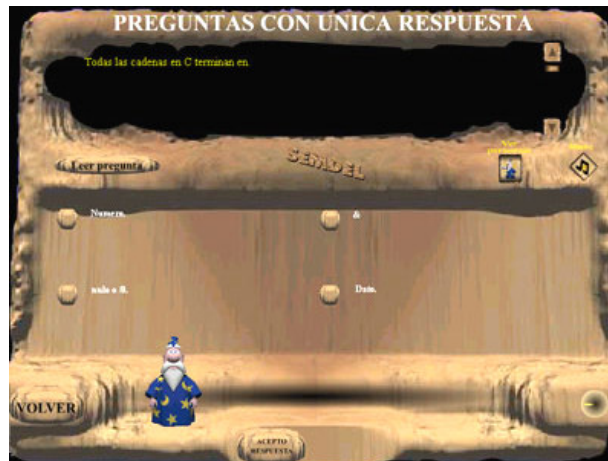 PREGUNTAS CON UNICA RESPUESTA
Todas las cadenas en C terminan en
Leer pregunta
SEMDEL
Numero.
&
nulo o 0.
Dato.
VOLVER
ACEPTO
RESPUESTA